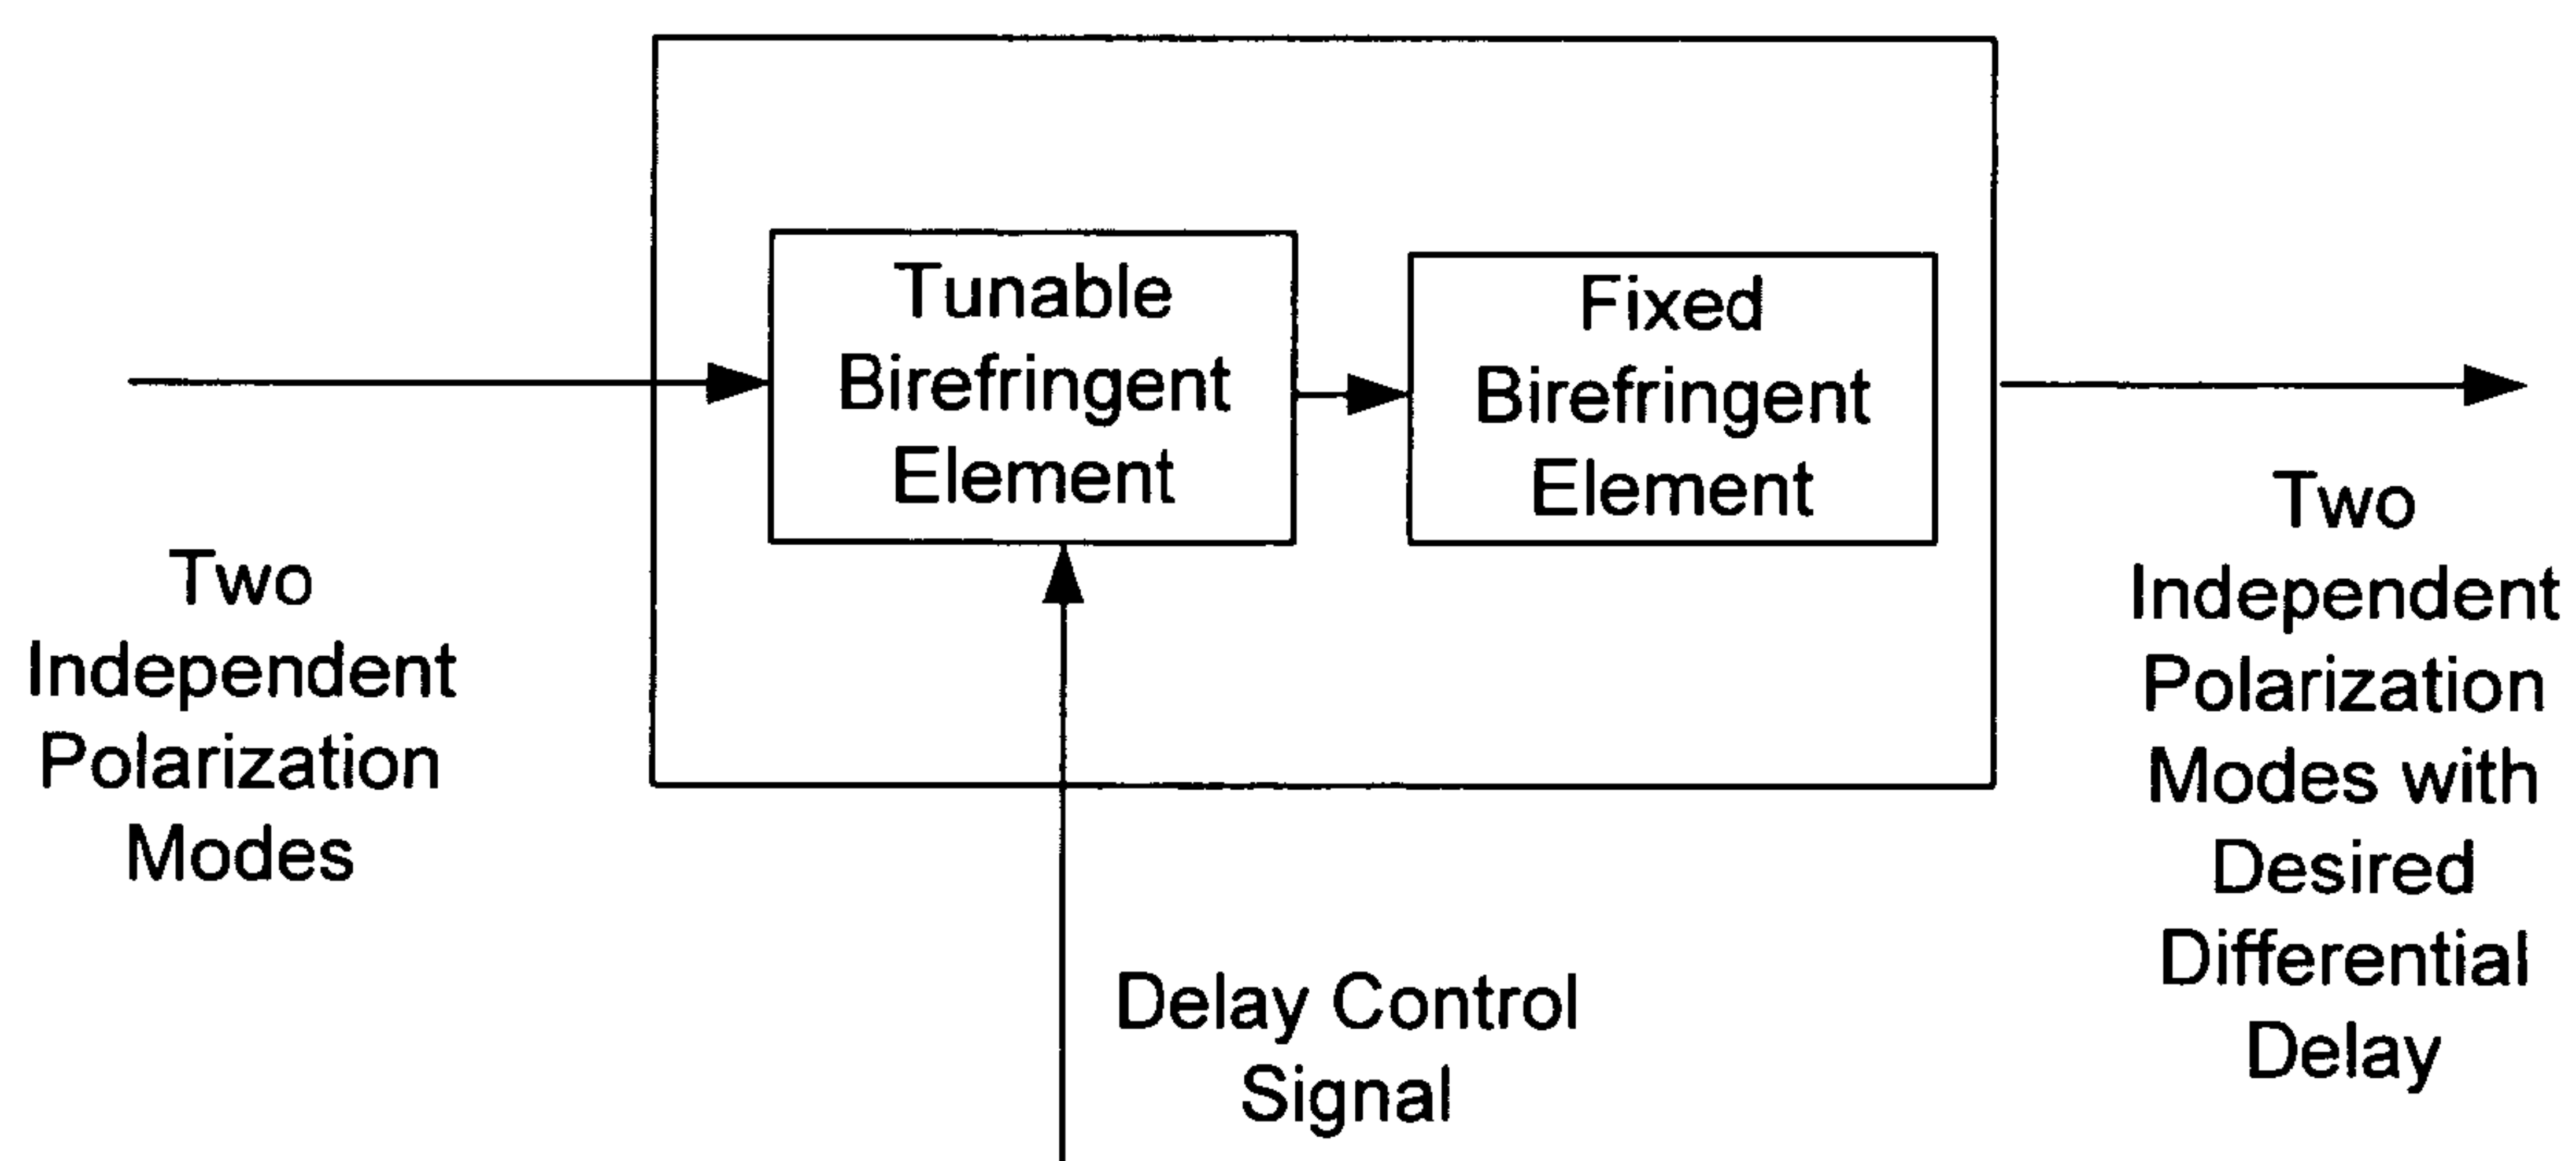 Tunable
Birefringent
Element
Fixed
Birefringent
Element
Two
Independent
Polarization
Modes
Two
Independent
Polarization
Modes with
Desired
Differential
Delay
Delay Control
Signal